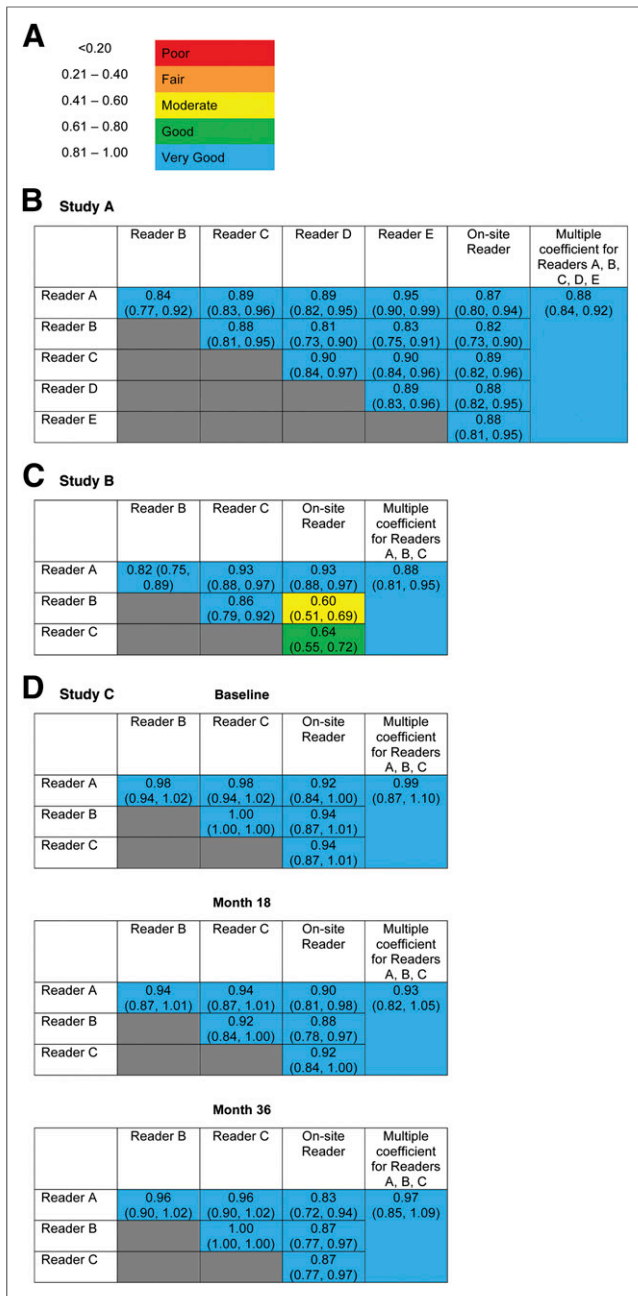 A
<0.20 Poor
0.21 – 0.40 Fair
0.41 – 0.60 Moderate
0.61 – 0.80 Good
0.81 – 1.00 Very Good
B Study A
Reader B Reader C Reader D Reader E On-site Multiple
Reader coefficient for
Readers A, B,
C, D, E
Reader A 0.84 0.89 0.89 0.95 0.87 0.88
(0.77, 0.92) (0.83, 0.96) (0.82, 0.95) (0.90, 0.99) (0.80, 0.94) (0.84, 0.92)
Reader B 0.88 0.81 0.83 0.82
(0.81, 0.95) (0.73, 0.90) (0.75, 0.91) (0.73, 0.90)
Reader C 0.90 0.90 0.89
(0.84, 0.97) (0.84, 0.96) (0.82, 0.96)
Reader D 0.89 0.88
(0.83, 0.96) (0.82, 0.95)
Reader E 0.88
(0.81, 0.95)
C Study B
Reader B Reader C On-site Multiple
Reader coefficient
for Readers
A, B, C
Reader A 0.82 (0.75, 0.93 0.93 0.88
0.89) (0.88, 0.97) (0.88, 0.97) (0.81, 0.95)
Reader B 0.86 0.60
(0.79, 0.92) (0.51, 0.69)
Reader C 0.64
(0.55, 0.72)
D Study C Baseline
Reader B Reader C On-site Multiple
Reader coefficient
for Readers
A, B, C
Reader A 0.98 0.98 0.92 0.99
(0.94, 1.02) (0.94, 1.02) (0.84, 1.00) (0.87, 1.10)
Reader B 1.00 0.94
(1.00, 1.00) (0.87, 1.01)
Reader C 0.94
(0.87, 1.01)
Month 18
Reader B Reader C On-site Multiple
Reader coefficient
for Readers
A, B, C
Reader A 0.94 0.94 0.90 0.93
(0.87, 1.01) (0.87, 1.01) (0.81, 0.98) (0.82, 1.05)
Reader B 0.92 0.88
(0.84, 1.00) (0.78, 0.97)
Reader C 0.92
(0.84, 1.00)
Month 36
Reader B Reader C On-site Multiple
Reader coefficient
for Readers
A, B, C
Reader A 0.96 0.96 0.83 0.97
(0.90, 1.02) (0.90, 1.02) (0.72, 0.94) (0.85, 1.09)
Reader B 1.00 0.87
(1.00, 1.00) (0.77, 0.97)
Reader C 0.87
(0.77, 0.97)